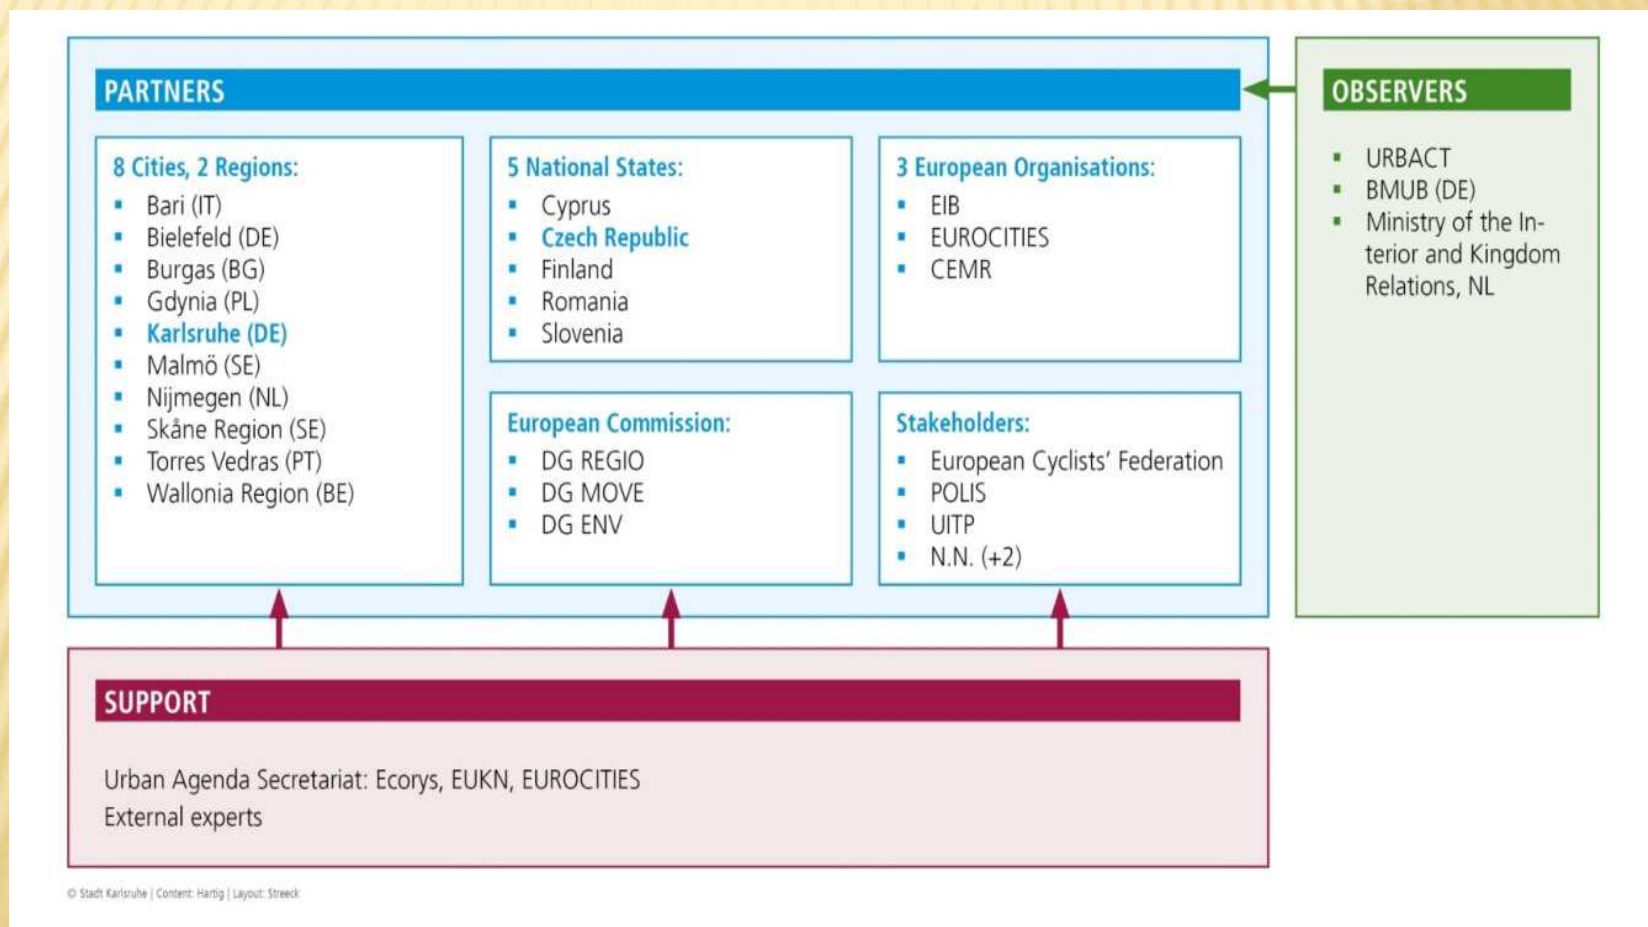 PARTNERS
8 Cities, 2 Regions:
▪ Bari (IT)
▪ Bielefeld (DE)
▪ Burgas (BG)
▪ Gdynia (PL)
▪ Karlsruhe (DE)
▪ Malmö (SE)
▪ Nijmegen (NL)
▪ Skåne Region (SE)
▪ Torres Vedras (PT)
▪ Wallonia Region (BE)
5 National States:
▪ Cyprus
▪ Czech Republic
▪ Finland
▪ Romania
▪ Slovenia
3 European Organisations:
▪ EIB
▪ EUROCITIES
▪ CEMR
European Commission:
▪ DG REGIO
▪ DG MOVE
▪ DG ENV
Stakeholders:
▪ European Cyclists' Federation
▪ POLIS
▪ UITP
▪ N.N. (+2)
OBSERVERS
▪ URBACT
▪ BMUB (DE)
▪ Ministry of the In-
terior and Kingdom
Relations, NL
SUPPORT
Urban Agenda Secretariat: Ecorys, EUKN, EUROCITIES
External experts
© Stadt Karlsruhe | Content: Hartig | Layout: Streeck